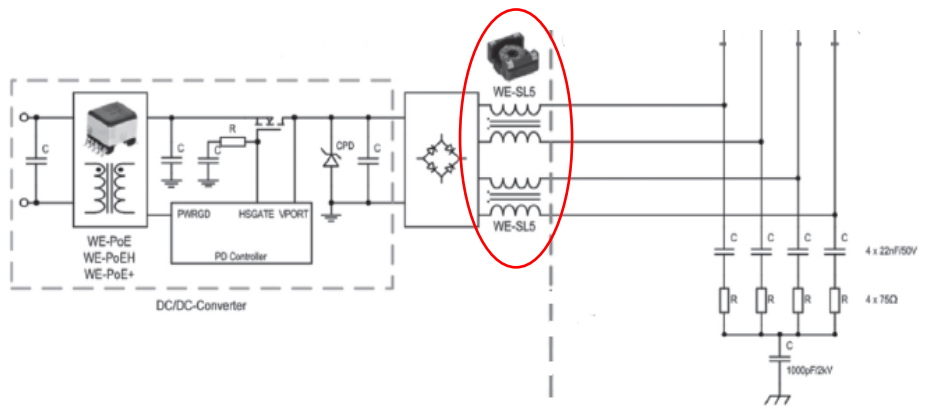 WE-SL5
C
C
R
C
CPD
C
PWRGD
HSGATE VPORT
PD Controller
WE-PoE
WE-PoEH
WE-PoE+
DC/DC-Converter
WE-SL5
C
C
C
C
4 x 22nF/50V
R
R
R
R
4 x 75Ω
C
1000pF/2kV